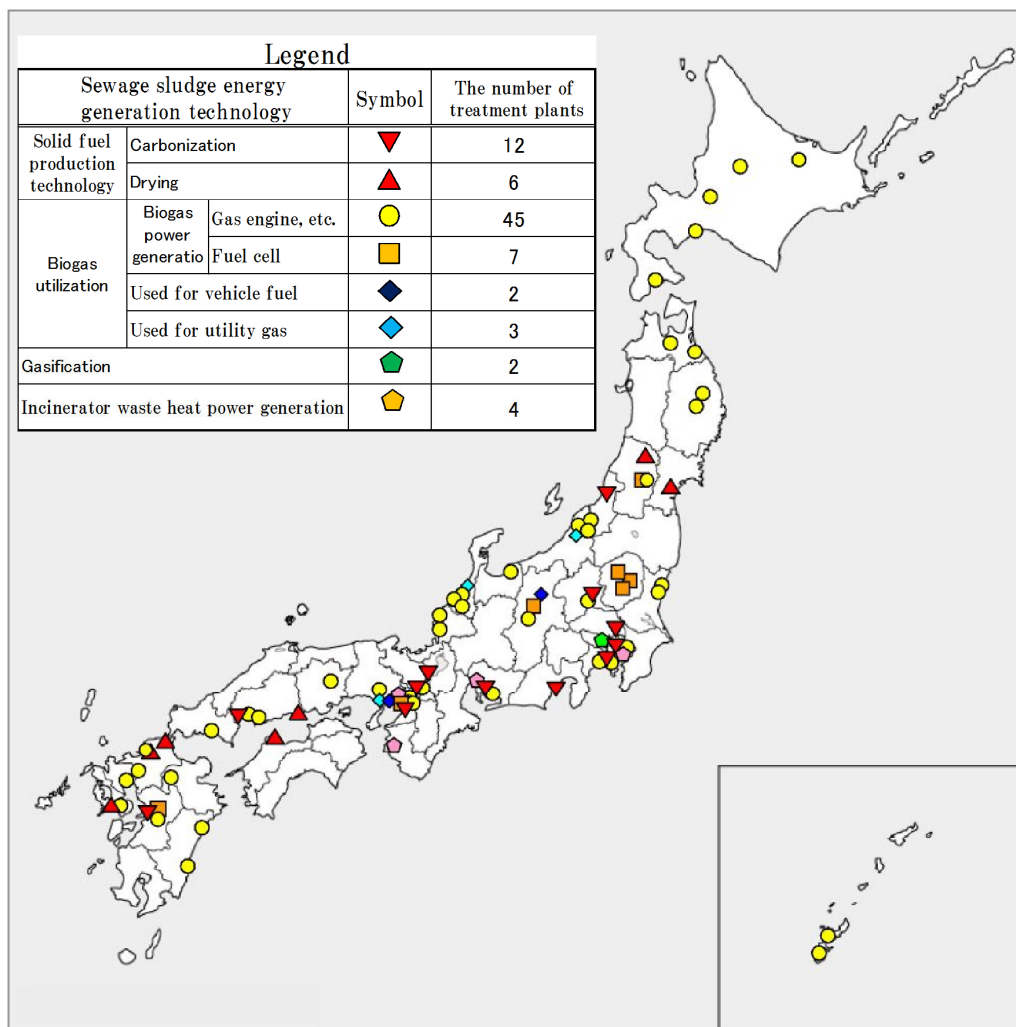 Legend
Sewage sludge energy
generation technology
Symbol
The number of
treatment plants
Solid fuel
production
technology
Carbonization
12
Drying
6
Biogas
utilization
Biogas
power
generatio
Gas engine, etc.
45
Fuel cell
7
Used for vehicle fuel
2
Used for utility gas
3
Gasification
2
Incinerator waste heat power generation
4